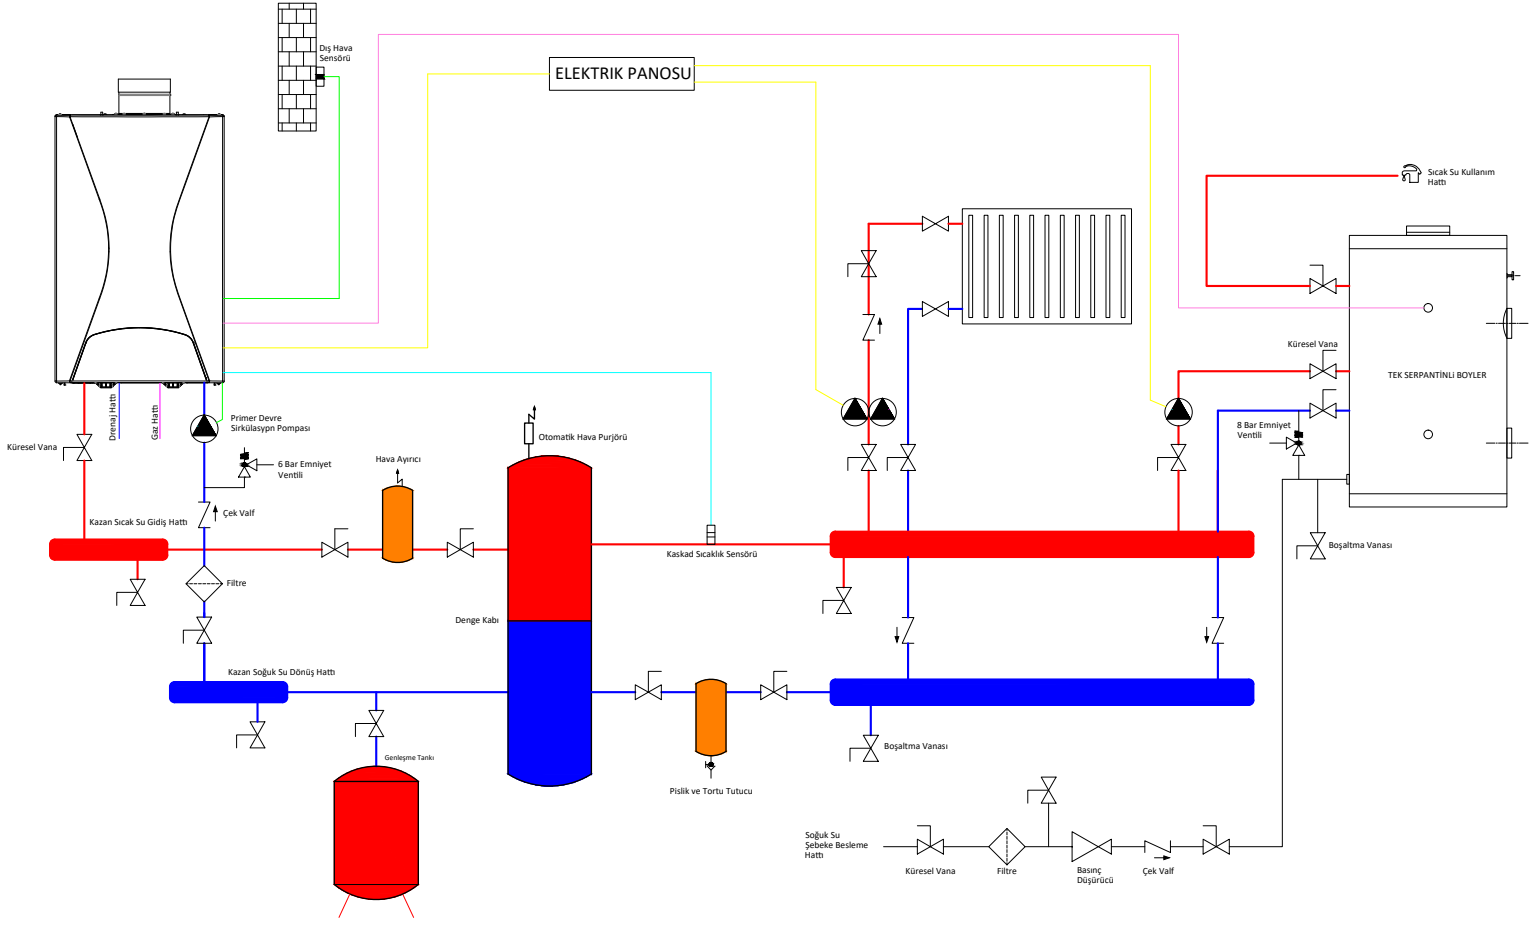 Dış Hava
Sensörü
ELEKTRIK PANOSU
Sıcak Su Kullanım
Hattı
Küresel Vana
TEK SERPANTİNLİ BOYLER
Drenaj Hattı
Gaz Hattı
Primer Devre
Sirkülasypn Pompası
Küresel Vana
6 Bar Emniyet
Ventili
Hava Ayırıcı
Otomatik Hava Purjörü
8 Bar Emniyet
Ventili
Kazan Sıcak Su Gidiş Hattı
Çek Valf
Kaskad Sıcaklık Sensörü
Boşaltma Vanası
Filtre
Denge Kabı
Kazan Soğuk Su Dönüş Hattı
Genleşme Tankı
Boşaltma Vanası
Pislik ve Tortu Tutucu
Soğuk Su
Şebeke Besleme
Hattı
Küresel Vana
Filtre
Basınç
Düşürücü
Çek Valf